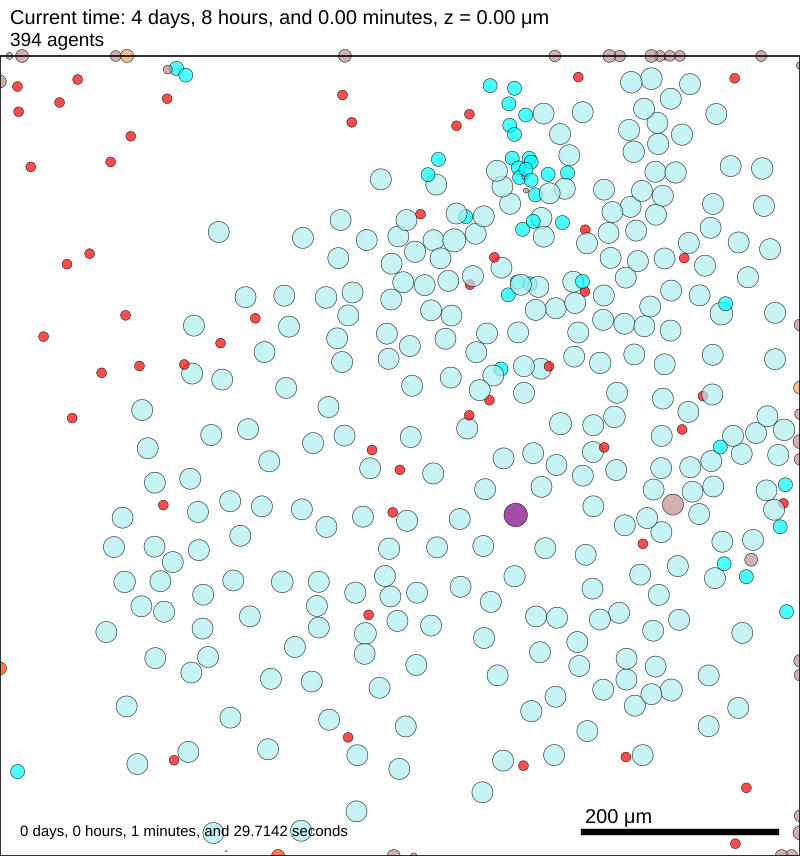 Current time: 4 days, 8 hours, and 0.00 minutes, z = 0.00 μm
394 agents
200 μm
0 days, 0 hours, 1 minutes, and 29.7142 seconds